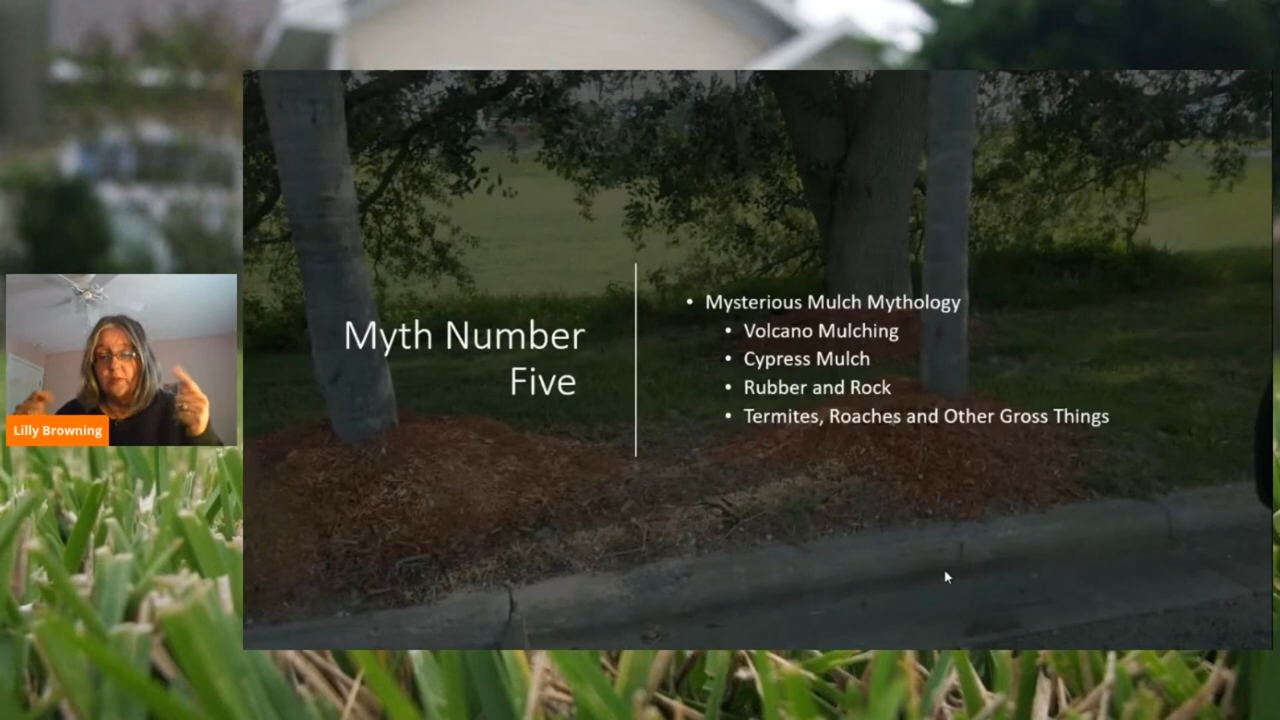 Myth Number
Five
• Mysterious Mulch Mythology
• Volcano Mulching
• Cypress Mulch
• Rubber and Rock
• Termites, Roaches and Other Gross Things
Lilly Browning